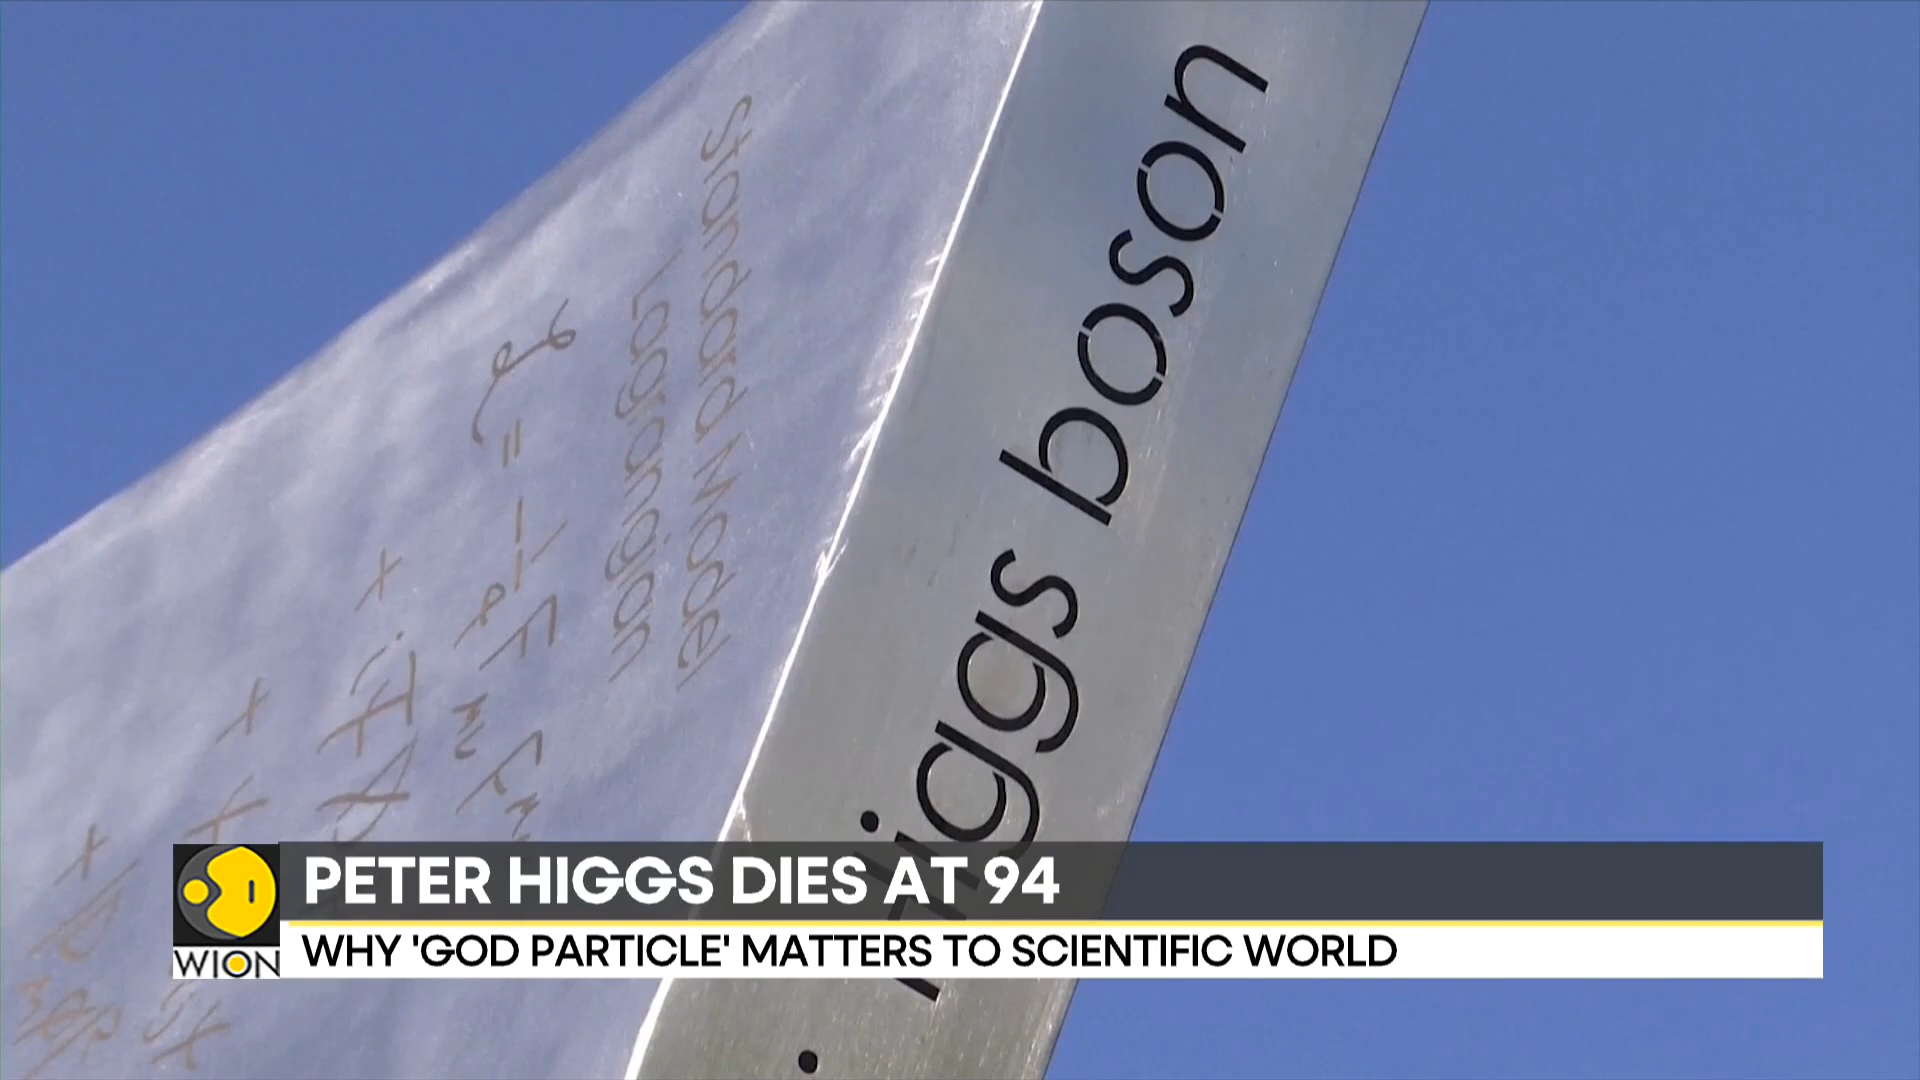 Standard Model
Lagrangian
higgs boson
PETER HIGGS DIES AT 94
WHY 'GOD PARTICLE' MATTERS TO SCIENTIFIC WORLD
WION